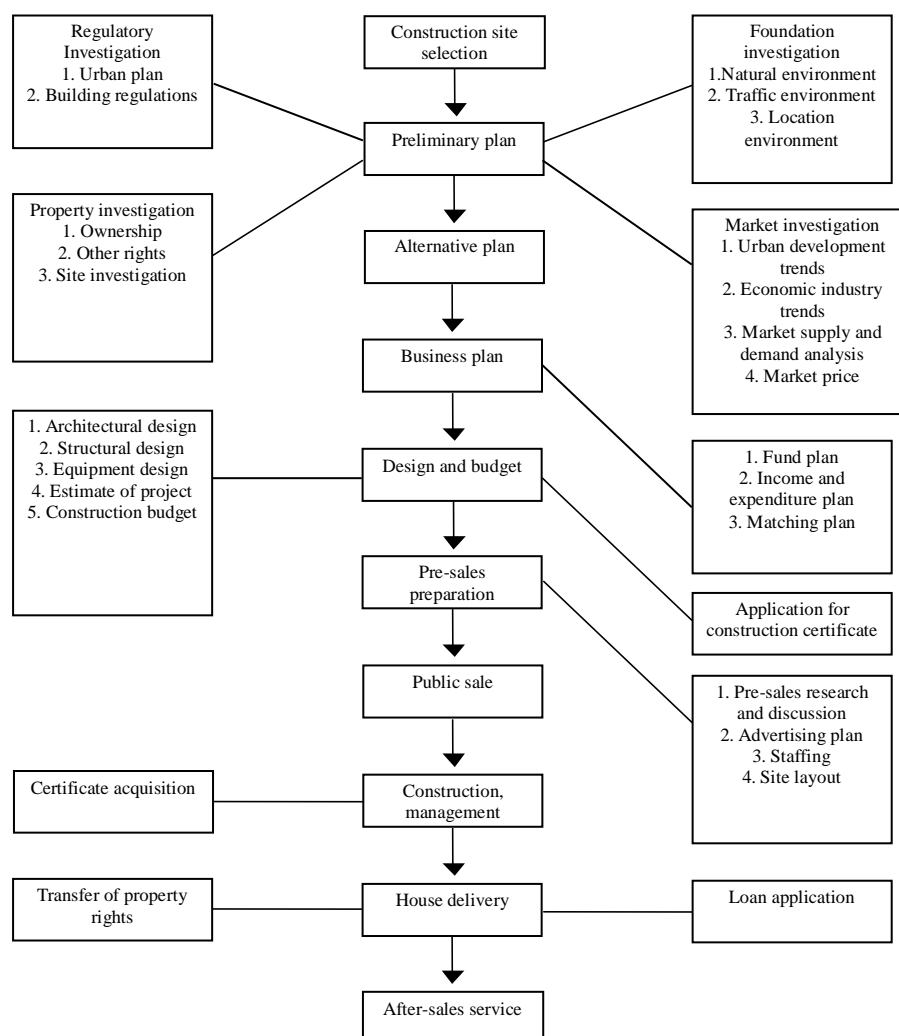 Regulatory
Investigation
1. Urban plan
2. Building regulations
Construction site
selection
Foundation
investigation
1.Natural environment
2. Traffic environment
3. Location
environment
Preliminary plan
Property investigation
1. Ownership
2. Other rights
3. Site investigation
Alternative plan
Market investigation
1. Urban development
trends
2. Economic industry
trends
3. Market supply and
demand analysis
4. Market price
Business plan
1. Architectural design
2. Structural design
3. Equipment design
4. Estimate of project
5. Construction budget
Design and budget
1. Fund plan
2. Income and
expenditure plan
3. Matching plan
Pre-sales
preparation
Application for
construction certificate
Public sale
1. Pre-sales research
and discussion
2. Advertising plan
3. Staffing
4. Site layout
Certificate acquisition
Construction,
management
Transfer of property
rights
House delivery
Loan application
After-sales service